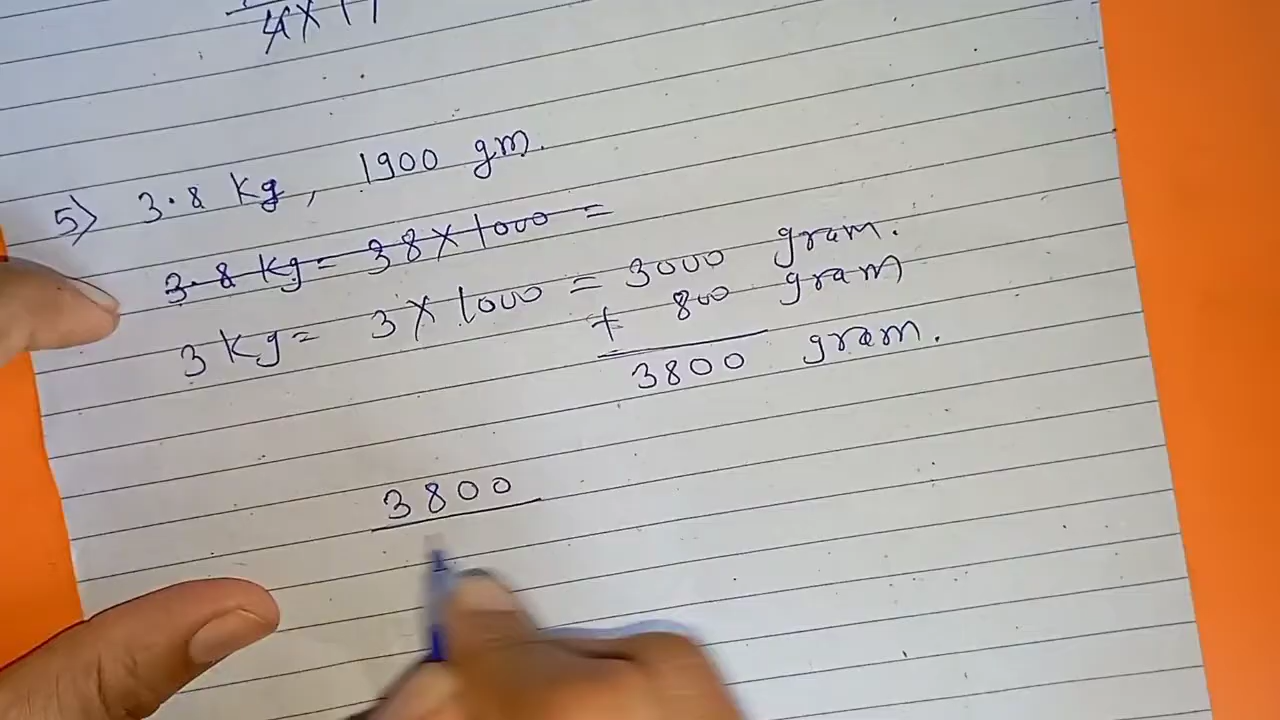 5) 3.8 kg, 1900 gm.
3.8 kg = 38 × 1000 =
3 kg = 3 × 1000 = 3000 gram.
+ 800 gram
3800 gram.
3800